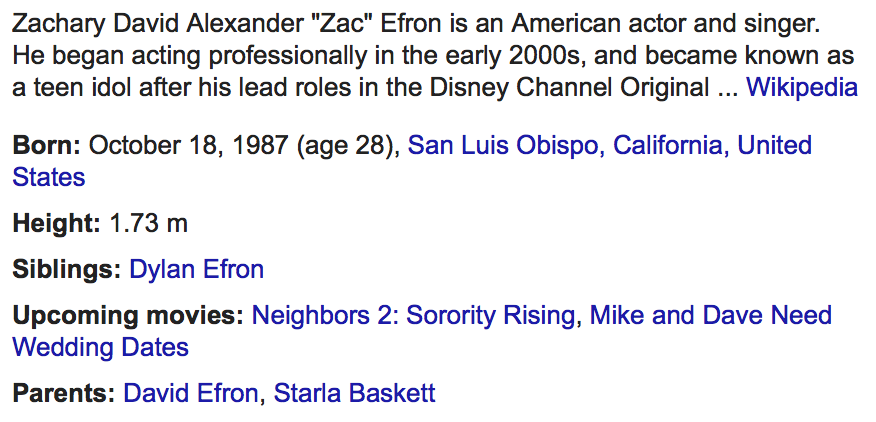 Zachary David Alexander "Zac" Efron is an American actor and singer.
He began acting professionally in the early 2000s, and became known as
a teen idol after his lead roles in the Disney Channel Original ... Wikipedia
Born: October 18, 1987 (age 28), San Luis Obispo, California, United
States
Height: 1.73 m
Siblings: Dylan Efron
Upcoming movies: Neighbors 2: Sorority Rising, Mike and Dave Need
Wedding Dates
Parents: David Efron, Starla Baskett